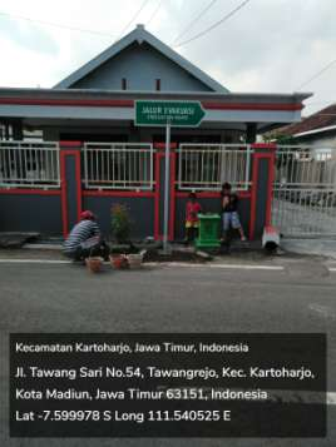 JALUR EVAKUASI
Kecamatan Kartoharjo, Jawa Timur, Indonesia
Jl. Tawang Sari No.54, Tawangrejo, Kec. Kartoharjo,
Kota Madiun, Jawa Timur 63151, Indonesia
Lat -7.599978 S Long 111.540525 E